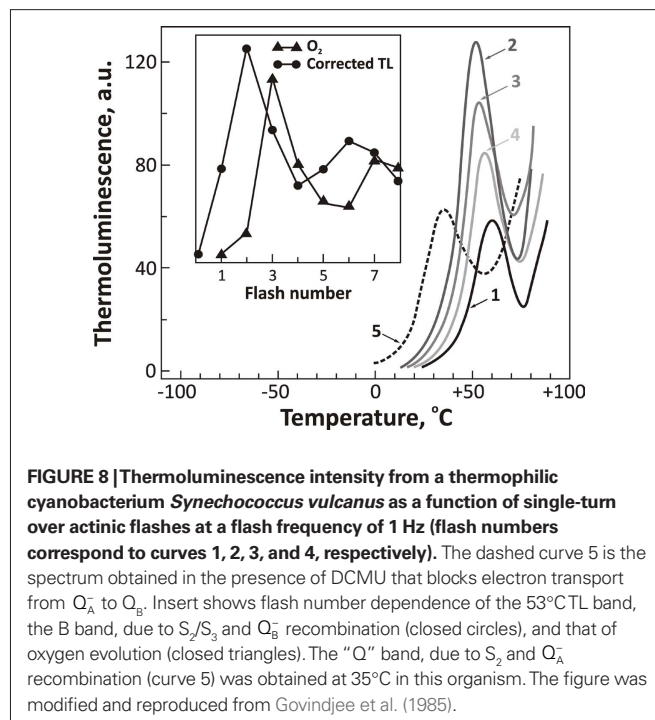 O₂
Corrected TL
1 3 5 7
Flash number
120
80
40
0
Thermoluminescence, a.u.
2
3
4
5
1
-100 -50 0 +50 +100
Temperature, °C
FIGURE 8 | Thermoluminescence intensity from a thermophilic
cyanobacterium Synechococcus vulcanus as a function of single-turn
over actinic flashes at a flash frequency of 1 Hz (flash numbers
correspond to curves 1, 2, 3, and 4, respectively). The dashed curve 5 is the
spectrum obtained in the presence of DCMU that blocks electron transport
from Q_A^- to Q_B. Insert shows flash number dependence of the 53°C TL band,
the B band, due to S₂/S₃ and Q_B^- recombination (closed circles), and that of
oxygen evolution (closed triangles). The “Q” band, due to S₂ and Q_A^-
recombination (curve 5) was obtained at 35°C in this organism. The figure was
modified and reproduced from Govindjee et al. (1985).